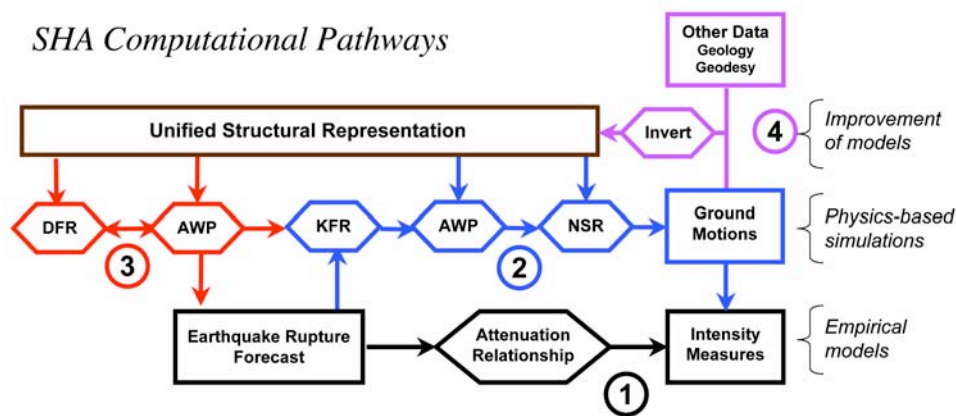 SHA Computational Pathways
Other Data
Geology
Geodesy
Unified Structural Representation
Invert
4
Improvement
of models
DFR
AWP
KFR
AWP
NSR
Ground
Motions
Physics-based
simulations
3
2
Earthquake Rupture
Forecast
Attenuation
Relationship
Intensity
Measures
Empirical
models
1